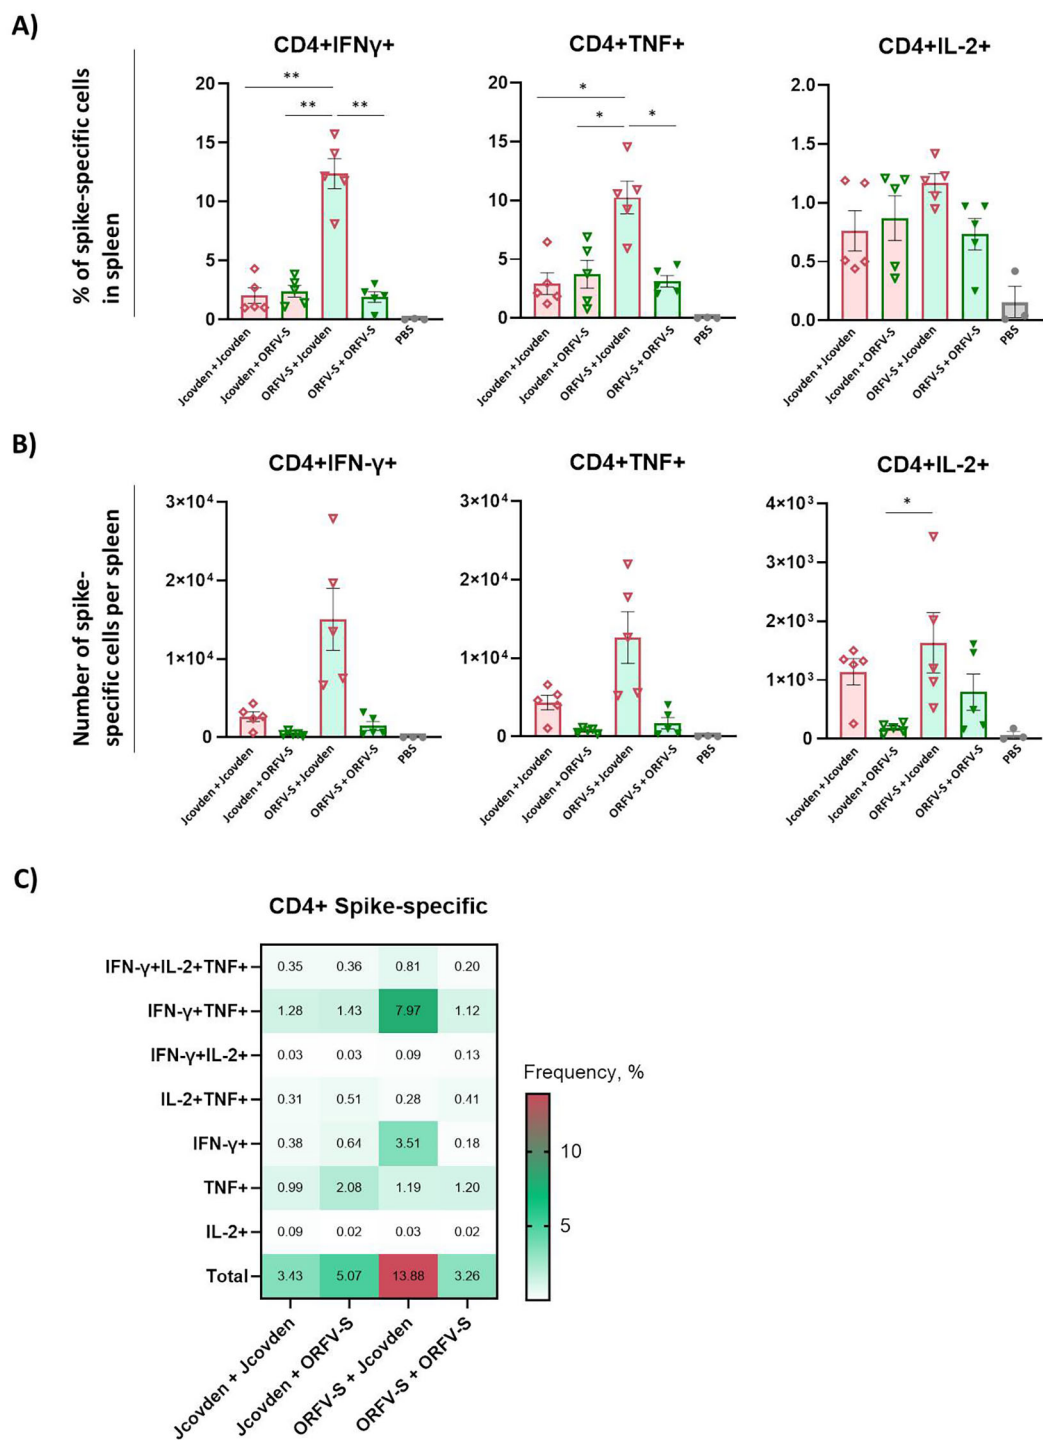 A)
% of spike-specific cells
in spleen
CD4+IFNγ+
**
**
**
20
15
10
5
0
Jcovden + Jcovden
Jcovden + ORFV-S
ORFV-S + Jcovden
ORFV-S + ORFV-S
PBS
CD4+TNF+
*
*
*
20
15
10
5
0
Jcovden + Jcovden
Jcovden + ORFV-S
ORFV-S + Jcovden
ORFV-S + ORFV-S
PBS
CD4+IL-2+
2.0
1.5
1.0
0.5
0.0
Jcovden + Jcovden
Jcovden + ORFV-S
ORFV-S + Jcovden
ORFV-S + ORFV-S
PBS
B)
Number of spike-
specific cells per spleen
CD4+IFN-γ+
3×10⁴
2×10⁴
1×10⁴
0
Jcovden + Jcovden
Jcovden + ORFV-S
ORFV-S + Jcovden
ORFV-S + ORFV-S
PBS
CD4+TNF+
3×10⁴
2×10⁴
1×10⁴
0
Jcovden + Jcovden
Jcovden + ORFV-S
ORFV-S + Jcovden
ORFV-S + ORFV-S
PBS
CD4+IL-2+
*
4×10³
3×10³
2×10³
1×10³
0
Jcovden + Jcovden
Jcovden + ORFV-S
ORFV-S + Jcovden
ORFV-S + ORFV-S
PBS
C)
CD4+ Spike-specific
IFN-γ+IL-2+TNF+ 0.35 0.36 0.81 0.20
IFN-γ+TNF+ 1.28 1.43 7.97 1.12
IFN-γ+IL-2+ 0.03 0.03 0.09 0.13
IL-2+TNF+ 0.31 0.51 0.28 0.41
IFN-γ+ 0.38 0.64 3.51 0.18
TNF+ 0.99 2.08 1.19 1.20
IL-2+ 0.09 0.02 0.03 0.02
Total 3.43 5.07 13.88 3.26
Jcovden + Jcovden
Jcovden + ORFV-S
ORFV-S + Jcovden
ORFV-S + ORFV-S
Frequency, %
10
5